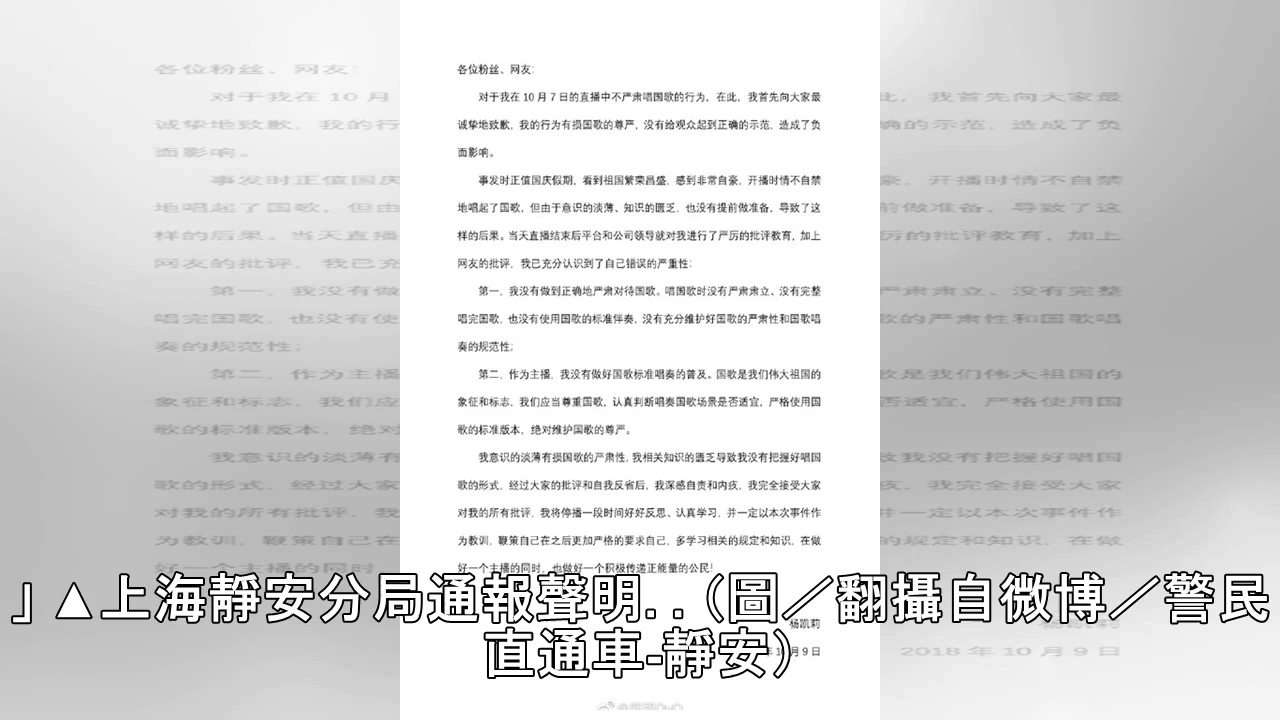 各位粉丝、网友：
对于我在 10 月 7 日的直播中不严肃唱国歌的行为，在此，我首先向大家最
诚挚地致歉，我的行为有损国歌的尊严，没有给观众起到正确的示范，造成了负
面影响。
事发时正值国庆假期，看到祖国繁荣昌盛，感到非常自豪，开播时情不自禁
地唱起了国歌，但由于意识的淡薄、知识的匮乏，也没有提前做准备，导致了这
样的后果。当天直播结束后平台和公司领导就对我进行了严厉的批评教育，加上
网友的批评，我已充分认识到了自己错误的严重性：
第一，我没有做到正确地严肃对待国歌。唱国歌时没有严肃肃立、没有完整
唱完国歌，也没有使用国歌的标准伴奏，没有充分维护好国歌的严肃性和国歌唱
奏的规范性；
第二，作为主播，我没有做好国歌标准唱奏的普及。国歌是我们伟大祖国的
象征和标志，我们应当尊重国歌，认真判断唱奏国歌场景是否适宜，严格使用国
歌的标准版本，绝对维护国歌的尊严。
我意识的淡薄有损国歌的严肃性，我相关知识的匮乏导致我没有把握好唱国
歌的形式，经过大家的批评和自我反省后，我深感自责和内疚，我完全接受大家
对我的所有批评，我将停播一段时间好好反思、认真学习，并一定以本次事件作
为教训，鞭策自己在之后更加严格的要求自己，多学习相关的规定和知识，在做
好一个主播的同时，也做好一个积极传递正能量的公民！
」▲上海靜安分局通報聲明. .（圖／翻攝自微博／警民
直通車-靜安）
杨凯莉
2018 年 10 月 9 日